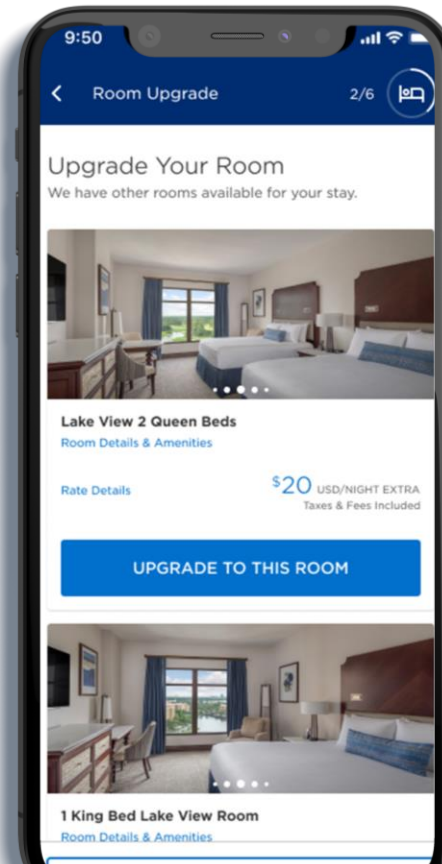 9:50
Room Upgrade
2/6
Upgrade Your Room
We have other rooms available for your stay.
Lake View 2 Queen Beds
Room Details & Amenities
Rate Details
$20 USD/NIGHT EXTRA
Taxes & Fees Included
UPGRADE TO THIS ROOM
1 King Bed Lake View Room
Room Details & Amenities